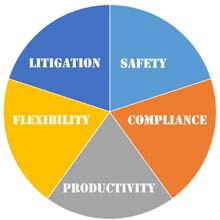 LITIGATION
SAFETY
FLEXIBILITY
COMPLIANCE
PRODUCTIVITY